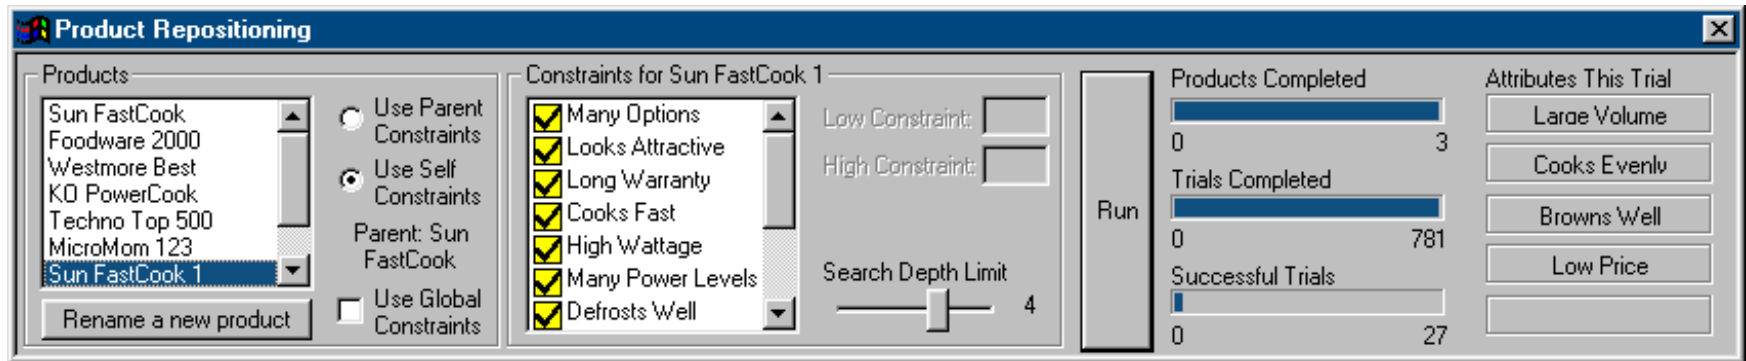 Product Repositioning
Products
Sun FastCook
Foodware 2000
Westmore Best
KO PowerCook
Techno Top 500
MicroMom 123
Sun FastCook 1
Rename a new product
Use Parent
Constraints
Use Self
Constraints
Parent: Sun
FastCook
Use Global
Constraints
Constraints for Sun FastCook 1
Many Options
Looks Attractive
Long Warranty
Cooks Fast
High Wattage
Many Power Levels
Defrosts Well
Low Constraint:
High Constraint:
Search Depth Limit
4
Run
Products Completed
0 3
Trials Completed
0 781
Successful Trials
0 27
Attributes This Trial
Large Volume
Cooks Evenly
Browns Well
Low Price